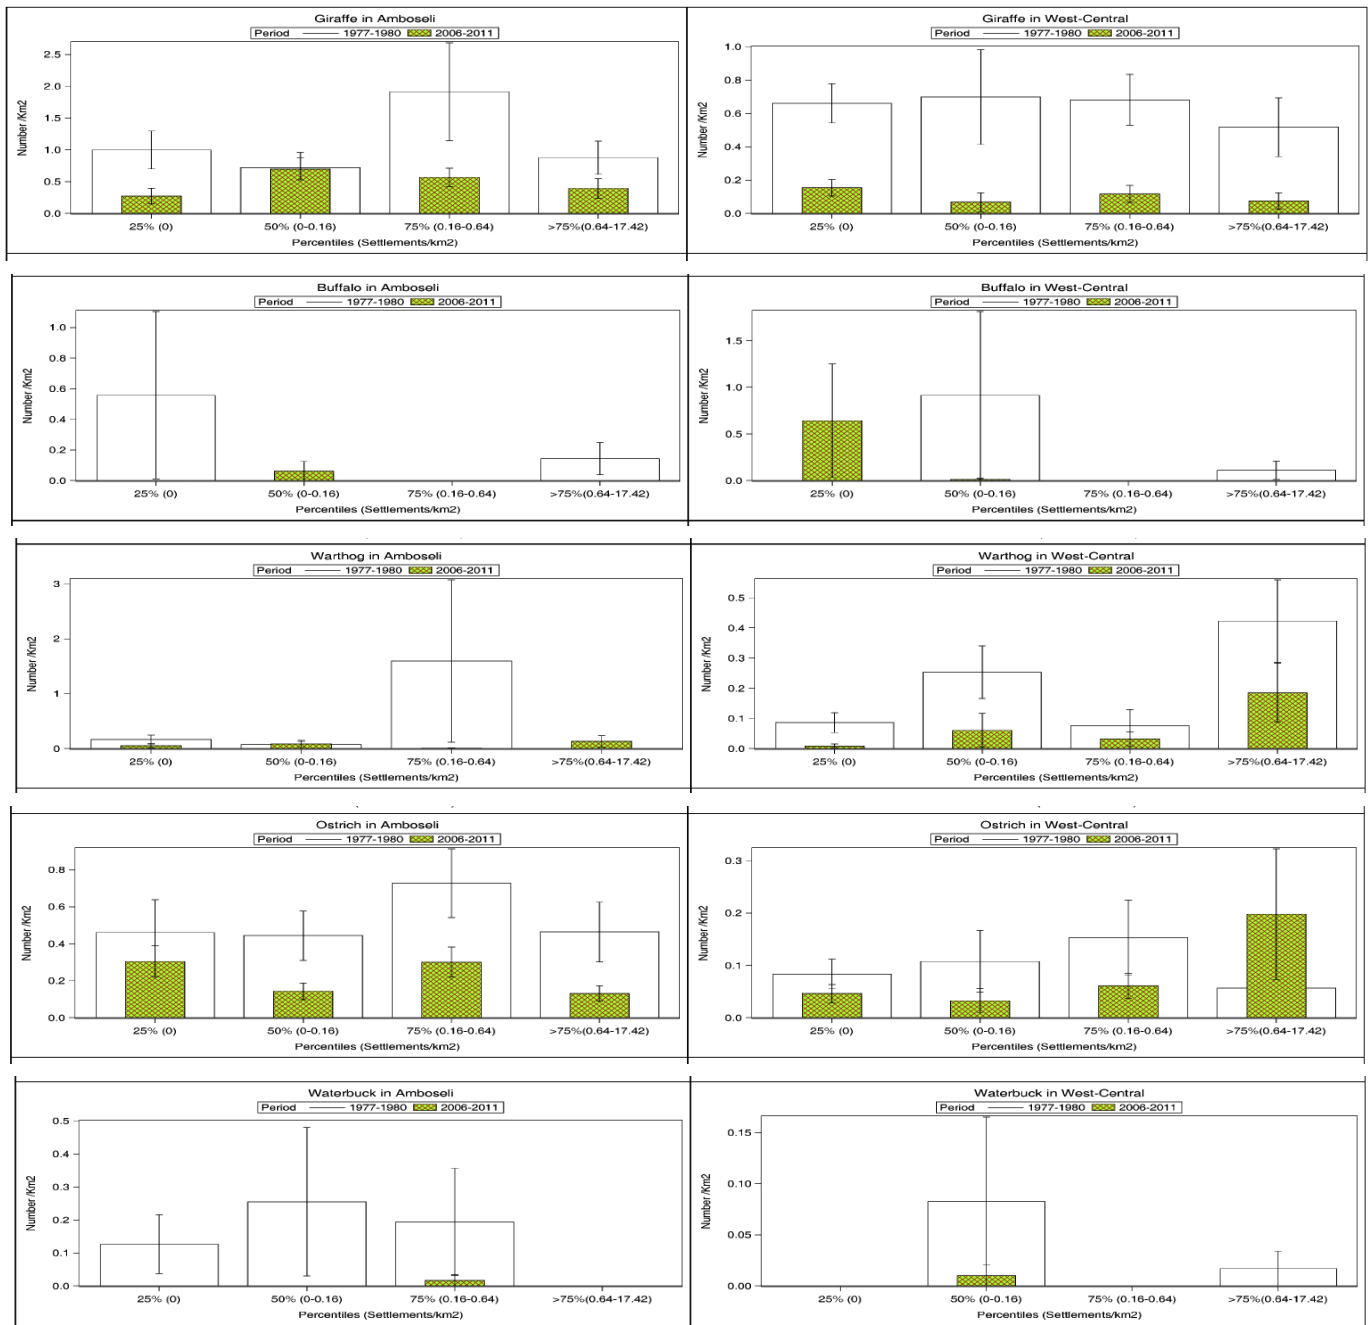 Giraffe in Amboseli
Period 1977-1980 2006-2011
Number /Km2
2.5
2.0
1.5
1.0
0.5
0.0
25% (0) 50% (0-0.16) 75% (0.16-0.64) >75%(0.64-17.42)
Percentiles (Settlements/km2)
Giraffe in West-Central
Period 1977-1980 2006-2011
Number /Km2
1.0
0.8
0.6
0.4
0.2
0.0
25% (0) 50% (0-0.16) 75% (0.16-0.64) >75%(0.64-17.42)
Percentiles (Settlements/km2)
Buffalo in Amboseli
Period 1977-1980 2006-2011
Number /Km2
1.0
0.8
0.6
0.4
0.2
0.0
25% (0) 50% (0-0.16) 75% (0.16-0.64) >75%(0.64-17.42)
Percentiles (Settlements/km2)
Buffalo in West-Central
Period 1977-1980 2006-2011
Number /Km2
1.5
1.0
0.5
0.0
25% (0) 50% (0-0.16) 75% (0.16-0.64) >75%(0.64-17.42)
Percentiles (Settlements/km2)
Warthog in Amboseli
Period 1977-1980 2006-2011
Number /Km2
3
2
1
0
25% (0) 50% (0-0.16) 75% (0.16-0.64) >75%(0.64-17.42)
Percentiles (Settlements/km2)
Warthog in West-Central
Period 1977-1980 2006-2011
Number /Km2
0.5
0.4
0.3
0.2
0.1
0.0
25% (0) 50% (0-0.16) 75% (0.16-0.64) >75%(0.64-17.42)
Percentiles (Settlements/km2)
Ostrich in Amboseli
Period 1977-1980 2006-2011
Number /Km2
0.8
0.6
0.4
0.2
0.0
25% (0) 50% (0-0.16) 75% (0.16-0.64) >75%(0.64-17.42)
Percentiles (Settlements/km2)
Ostrich in West-Central
Period 1977-1980 2006-2011
Number /Km2
0.3
0.2
0.1
0.0
25% (0) 50% (0-0.16) 75% (0.16-0.64) >75%(0.64-17.42)
Percentiles (Settlements/km2)
Waterbuck in Amboseli
Period 1977-1980 2006-2011
Number /Km2
0.5
0.4
0.3
0.2
0.1
0.0
25% (0) 50% (0-0.16) 75% (0.16-0.64) >75%(0.64-17.42)
Percentiles (Settlements/km2)
Waterbuck in West-Central
Period 1977-1980 2006-2011
Number /Km2
0.15
0.10
0.05
0.00
25% (0) 50% (0-0.16) 75% (0.16-0.64) >75%(0.64-17.42)
Percentiles (Settlements/km2)